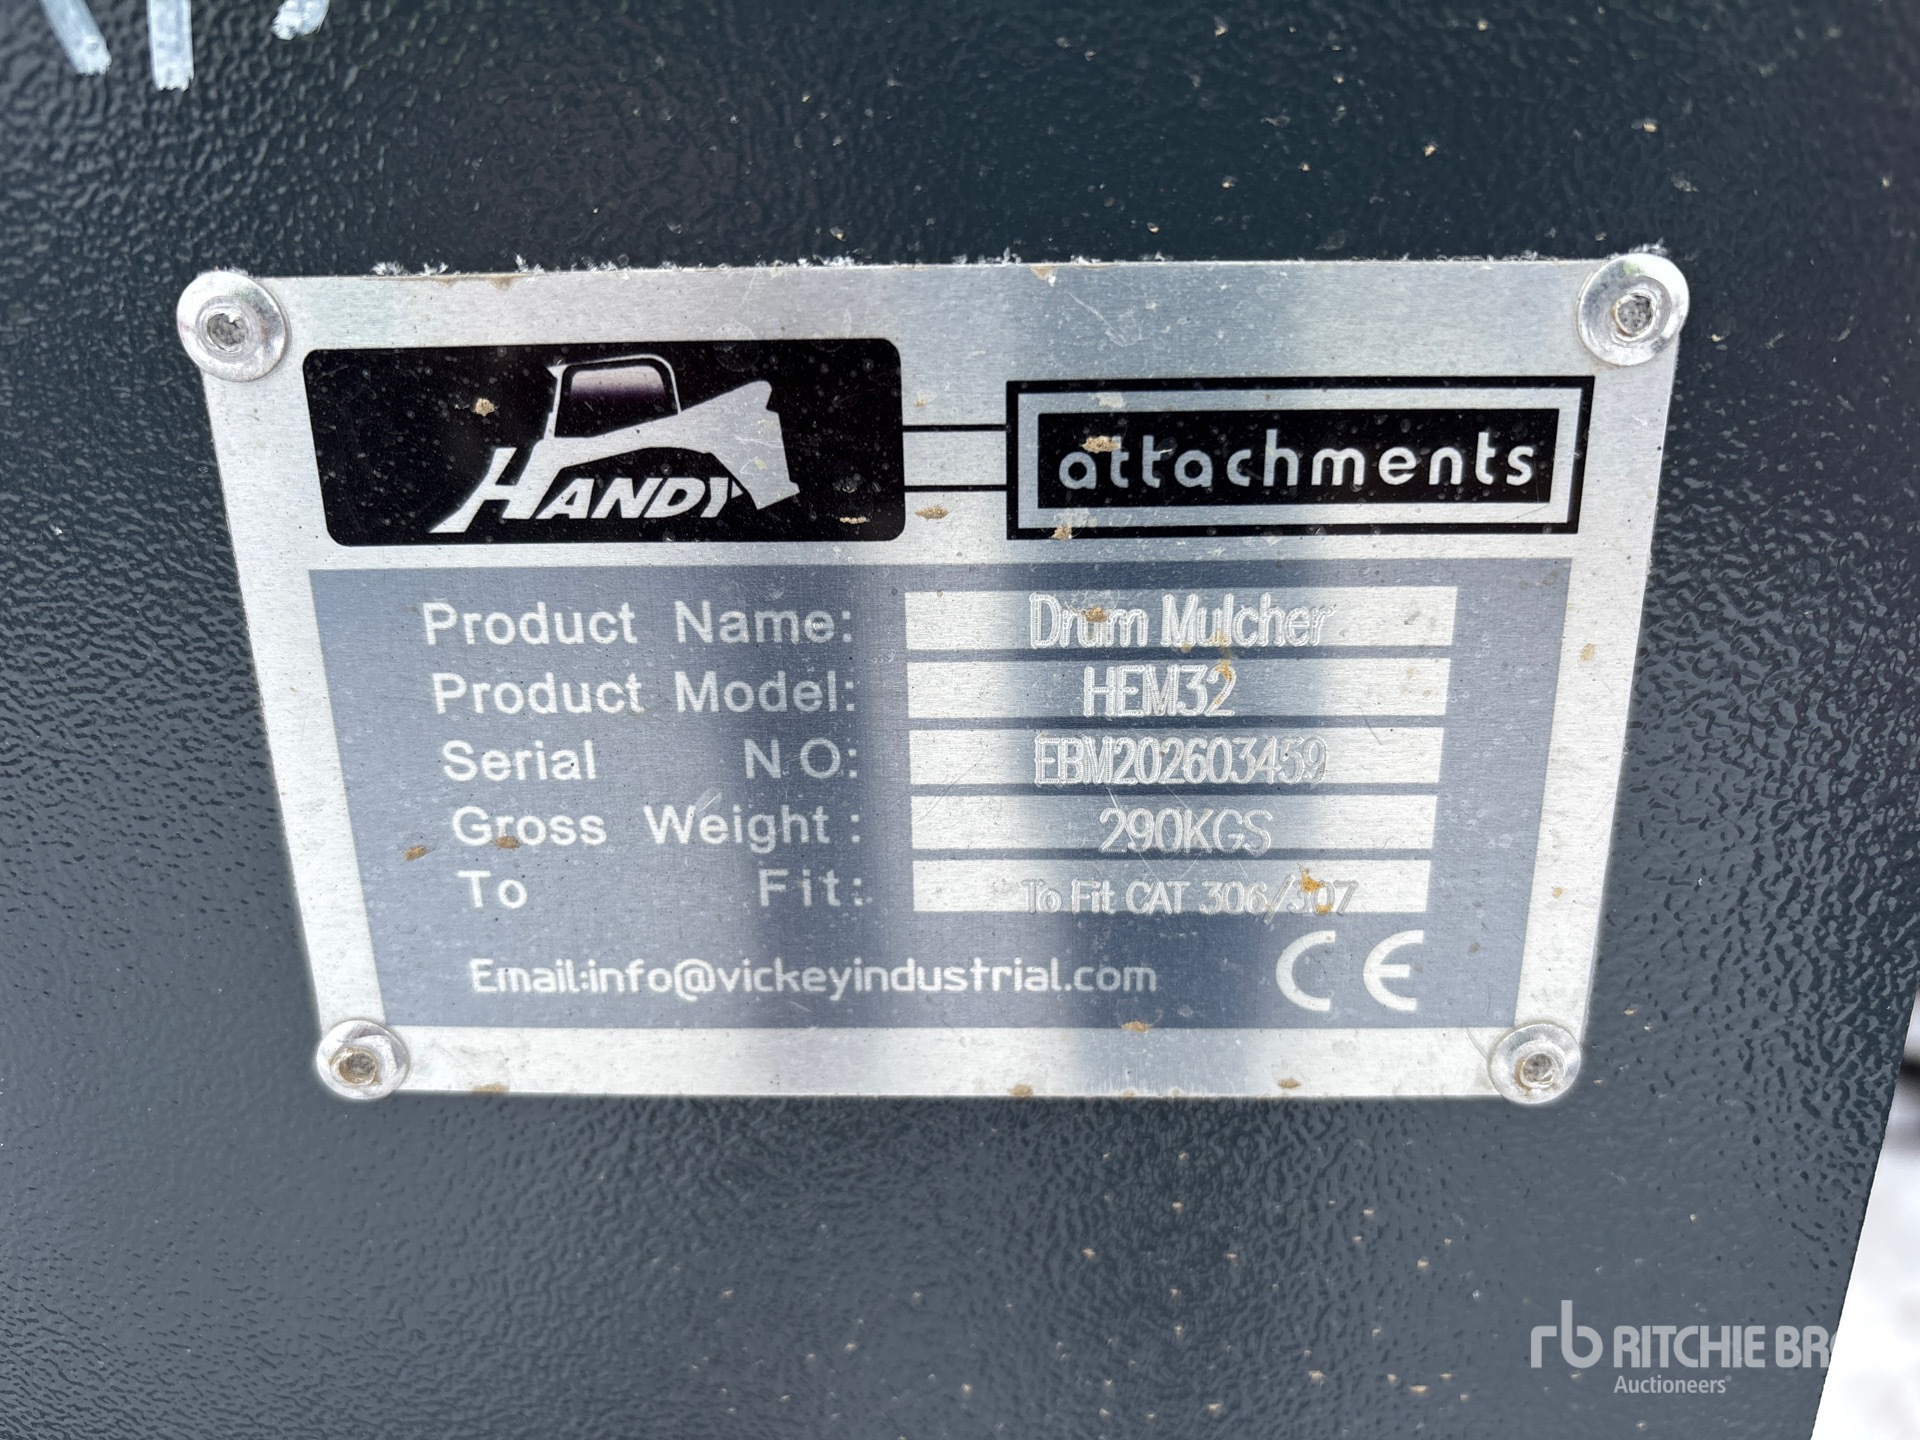 HANDY
attachments
Product Name: Drum Mulcher
Product Model: HEM32
Serial N.O: EBM202603459
Gross Weight: 290KGS
To Fit: To Fit CAT 306/307
Email:info@vickeyindustrial.com
CE
rb RITCHIE BR
Auctioneers